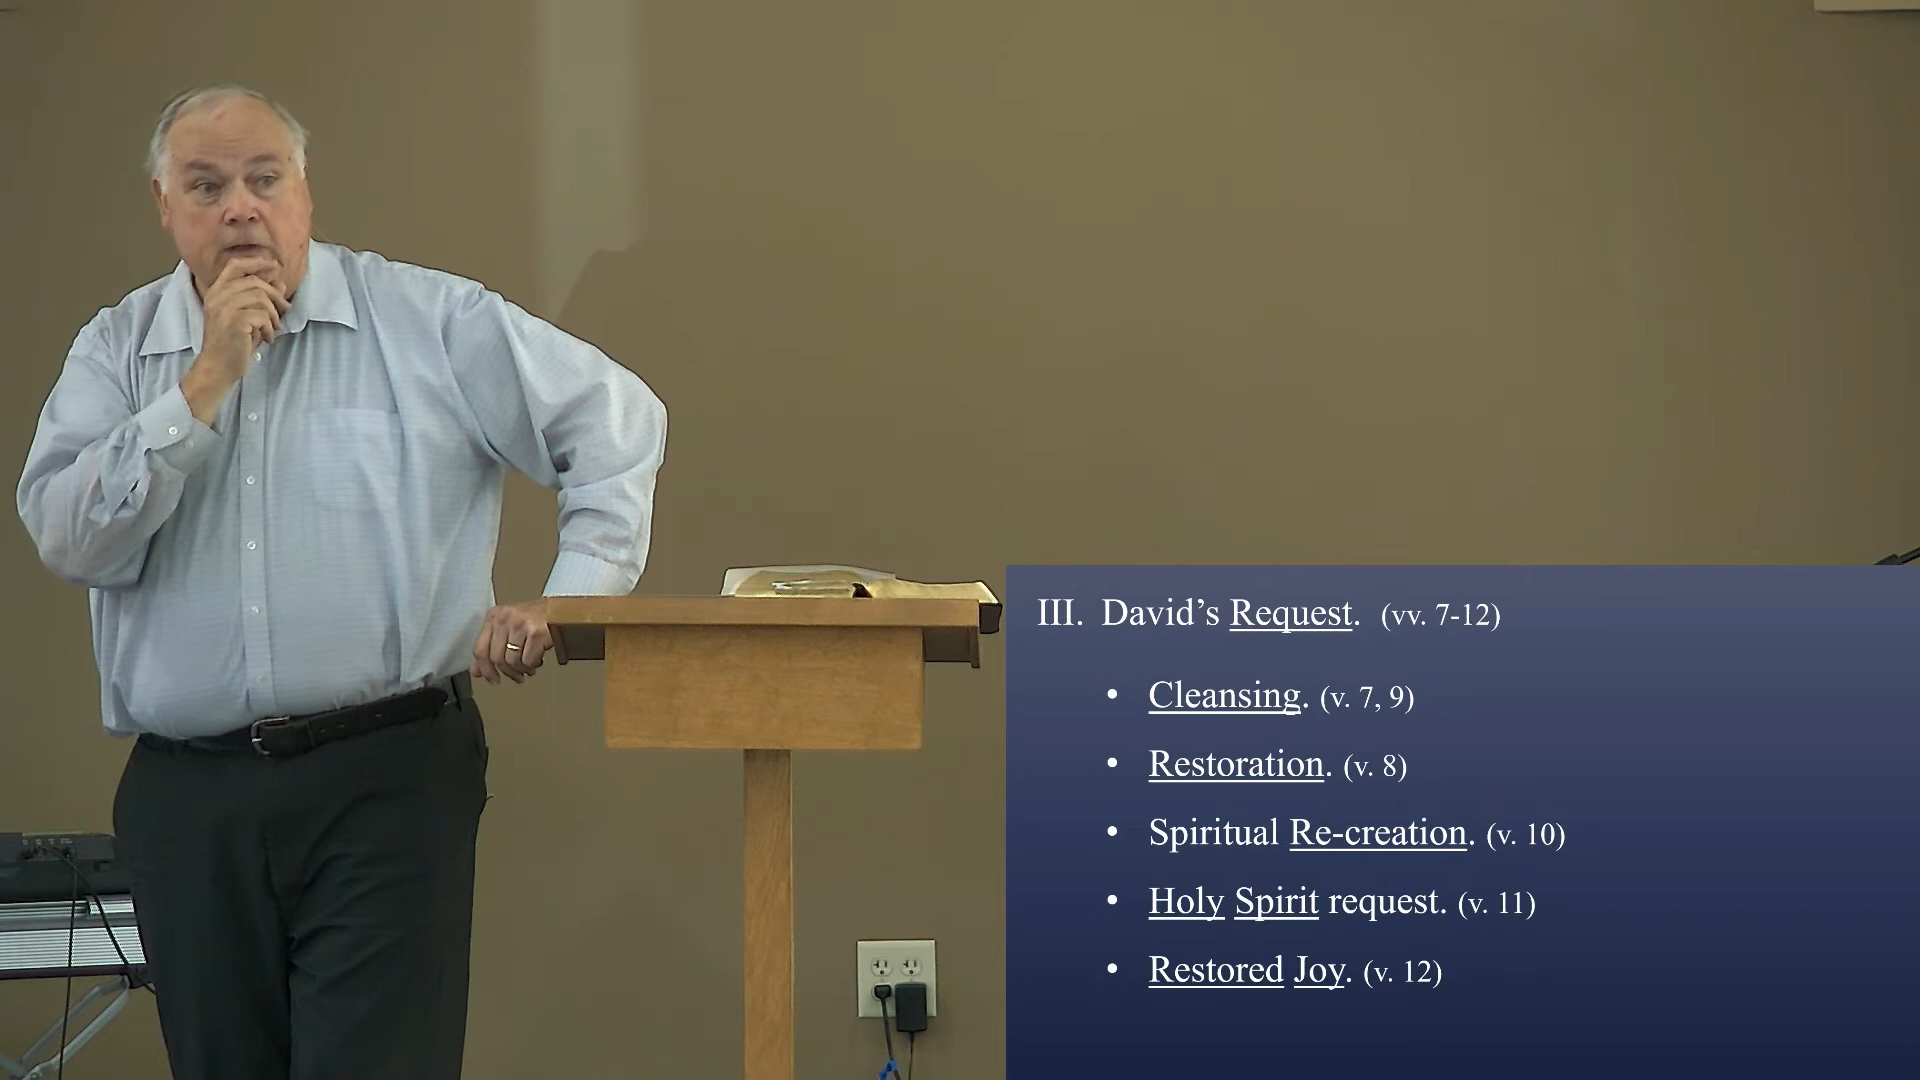 III. David’s Request. (vv. 7-12)
• Cleansing. (v. 7, 9)
• Restoration. (v. 8)
• Spiritual Re-creation. (v. 10)
• Holy Spirit request. (v. 11)
• Restored Joy. (v. 12)